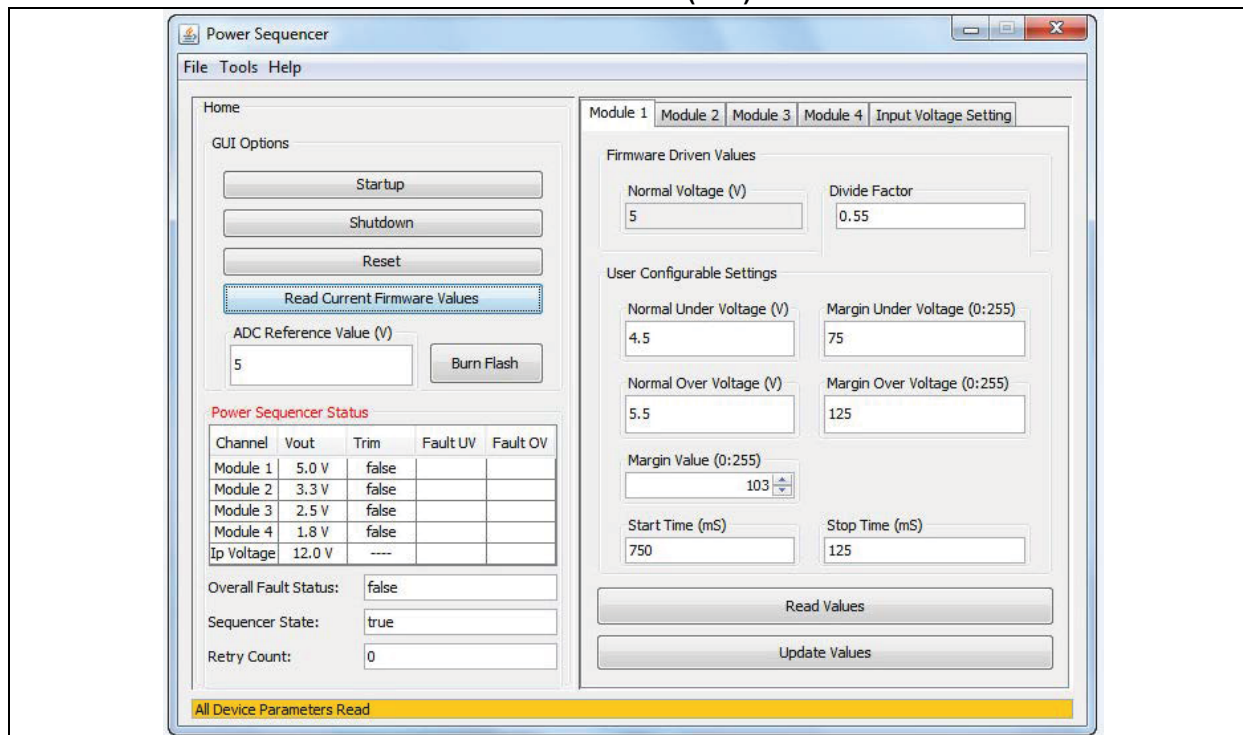 Power Sequencer
File Tools Help
Home
GUI Options
Startup
Shutdown
Reset
Read Current Firmware Values
ADC Reference Value (V)
5
Burn Flash
Power Sequencer Status
Channel Vout Trim Fault UV Fault OV
Module 1 5.0 V false
Module 2 3.3 V false
Module 3 2.5 V false
Module 4 1.8 V false
Ip Voltage 12.0 V ----
Overall Fault Status: false
Sequencer State: true
Retry Count: 0
Module 1 Module 2 Module 3 Module 4 Input Voltage Setting
Firmware Driven Values
Normal Voltage (V) Divide Factor
5 0.55
User Configurable Settings
Normal Under Voltage (V) Margin Under Voltage (0:255)
4.5 75
Normal Over Voltage (V) Margin Over Voltage (0:255)
5.5 125
Margin Value (0:255)
103
Start Time (mS) Stop Time (mS)
750 125
Read Values
Update Values
All Device Parameters Read